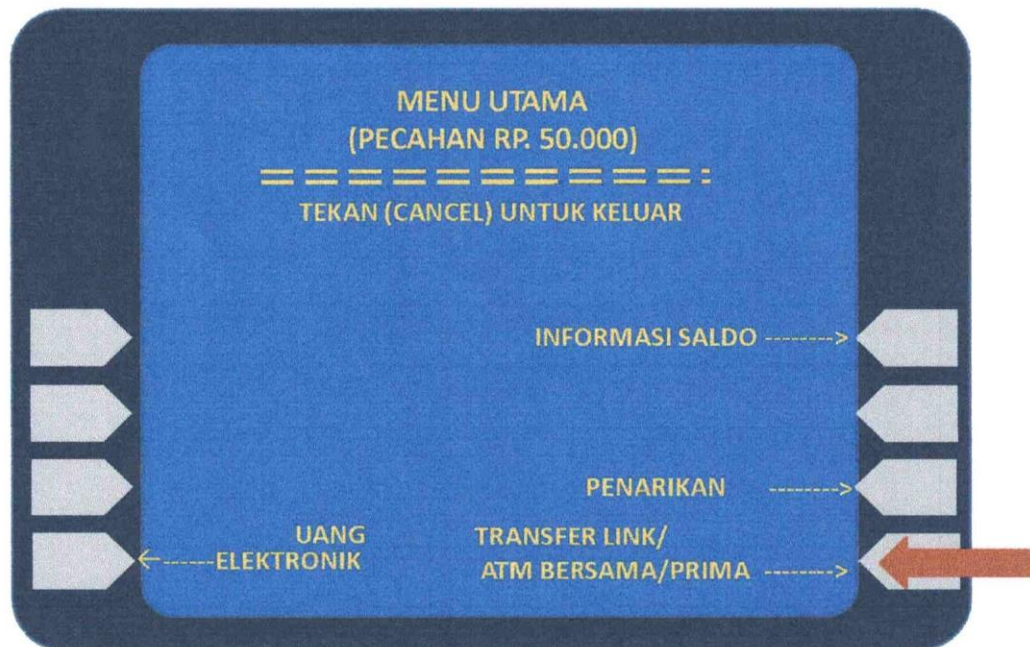 MENU UTAMA
(PECAHAN RP. 50.000)
TEKAN (CANCEL) UNTUK KELUAR
INFORMASI SALDO ------->
PENARIKAN ------->
UANG
<------ELEKTRONIK
TRANSFER LINK/
ATM BERSAMA/PRIMA ------->